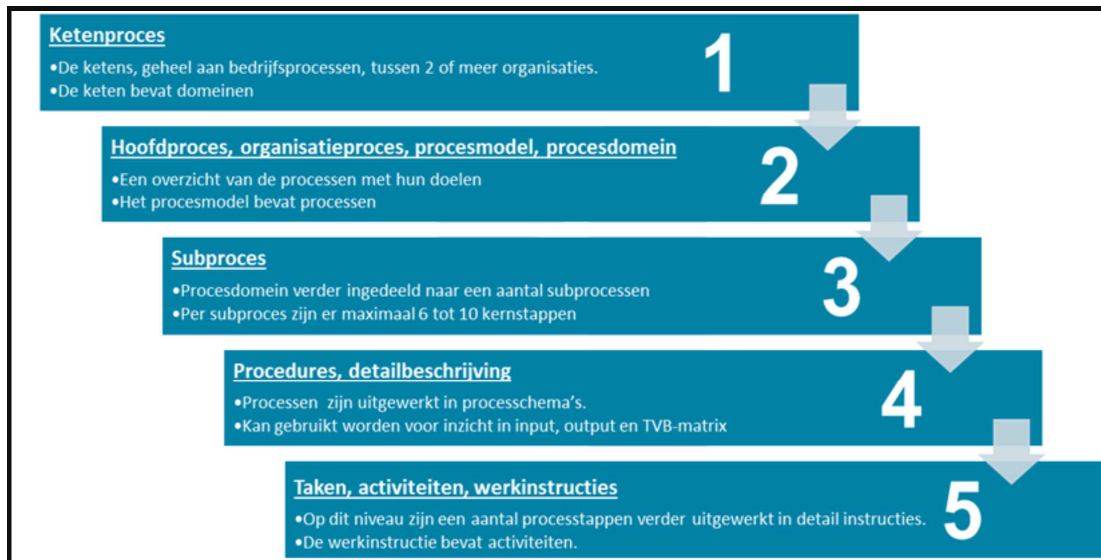 Ketenproces
•De ketens, geheel aan bedrijfsprocessen, tussen 2 of meer organisaties.
•De keten bevat domeinen
1
Hoofdproces, organisatieproces, procesmodel, procesdomein
•Een overzicht van de processen met hun doelen
•Het procesmodel bevat processen
2
Subproces
•Procesdomein verder ingedeeld naar een aantal subprocessen
•Per subproces zijn er maximaal 6 tot 10 kernstappen
3
Procedures, detailbeschrijving
•Processen zijn uitgewerkt in processchema's.
•Kan gebruikt worden voor inzicht in input, output en TVB-matrix
4
Taken, activiteiten, werkinstructies
•Op dit niveau zijn een aantal processtappen verder uitgewerkt in detail instructies.
•De werkinstructie bevat activiteiten.
5